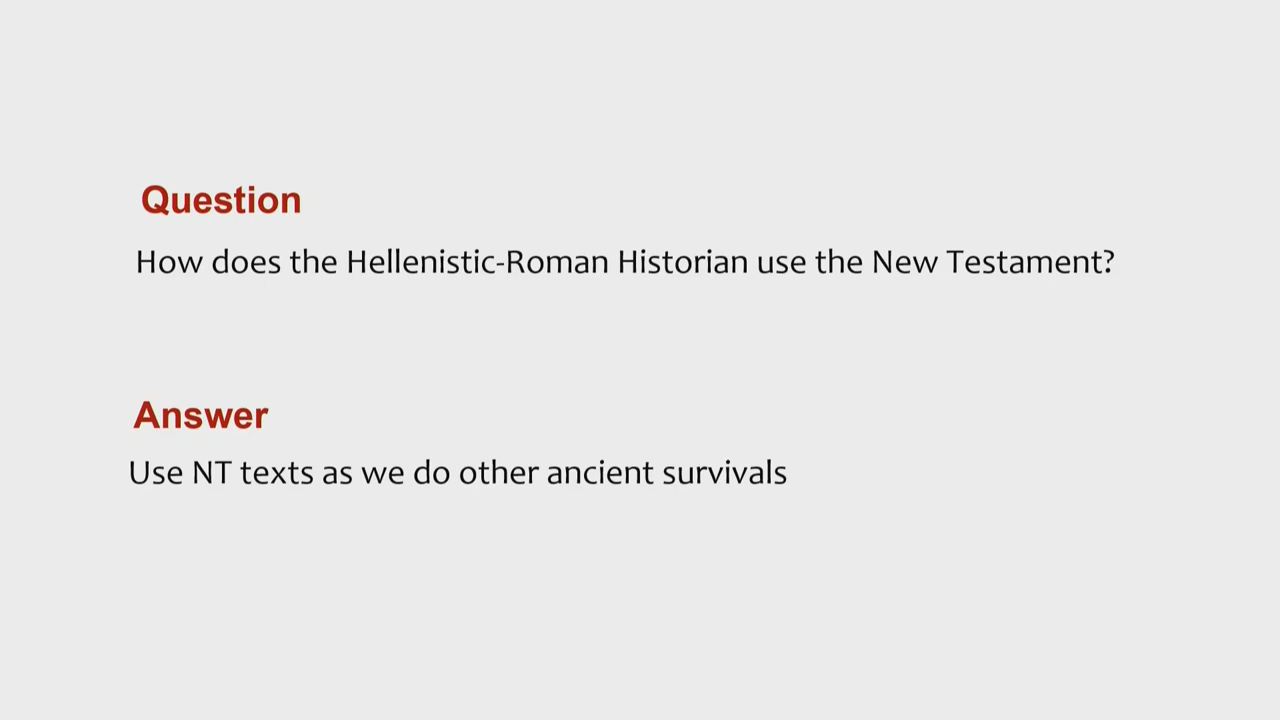 Question
How does the Hellenistic-Roman Historian use the New Testament?
Answer
Use NT texts as we do other ancient survivals